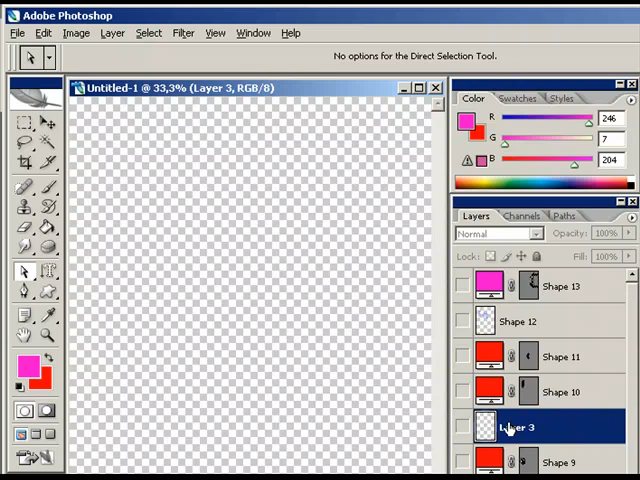 Adobe Photoshop
File Edit Image Layer Select Filter View Window Help
No options for the Direct Selection Tool.
Untitled-1 @ 33,3% (Layer 3, RGB/8)
Color Swatches Styles
R 246
G 7
B 204
Layers Channels Paths
Normal Opacity: 100%
Lock: Fill: 100%
Shape 13
Shape 12
Shape 11
Shape 10
Layer 3
Shape 9